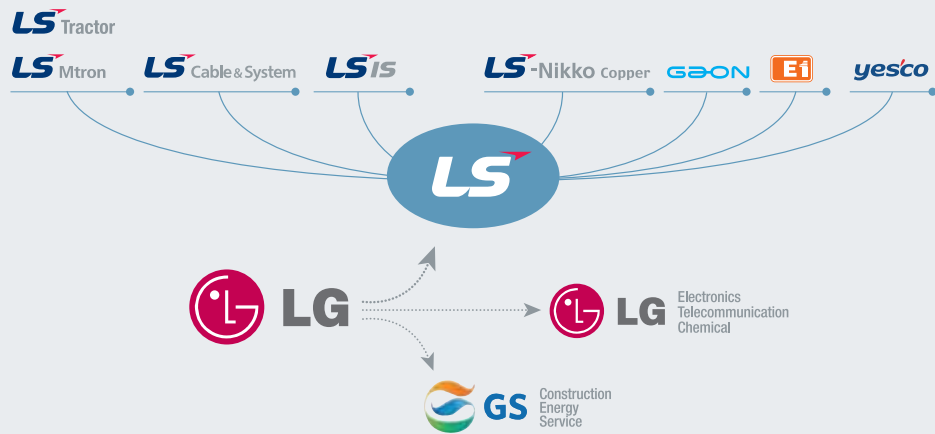 LS Tractor
LS Mtron
LS Cable & System
LS IS
LS -Nikko Copper
GAON
E1
yesco
LS
LG
LG
Electronics
Telecommunication
Chemical
GS
Construction
Energy
Service